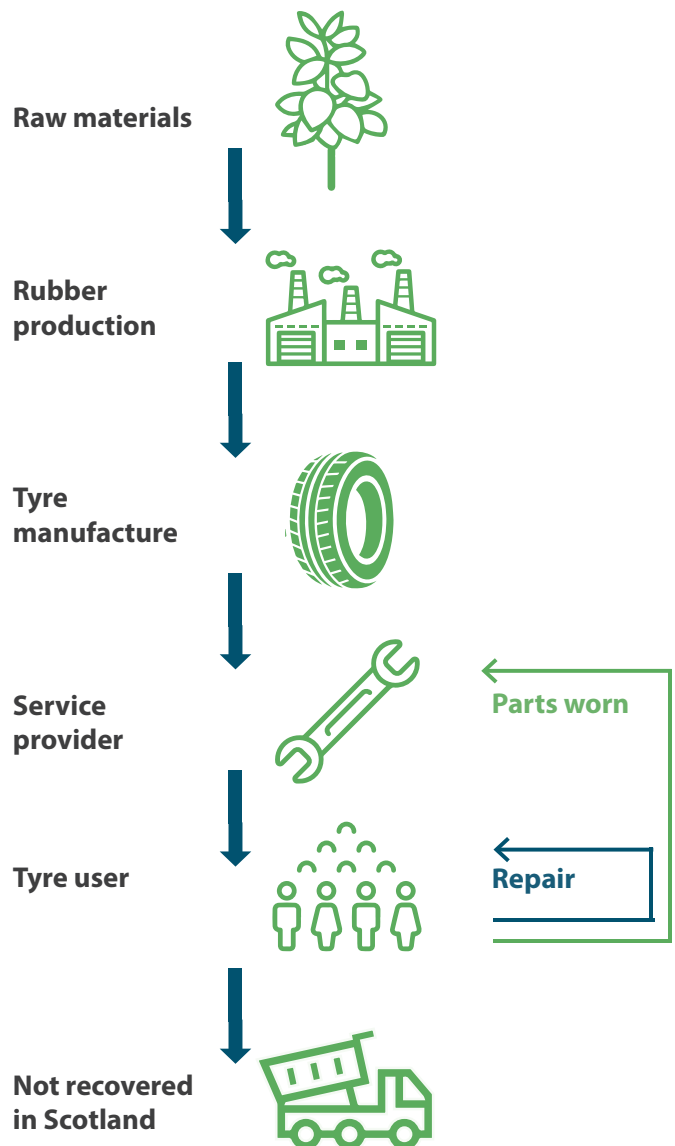 Raw materials
Rubber
production
Tyre
manufacture
Service
provider
Parts worn
Tyre user
Repair
Not recovered
in Scotland